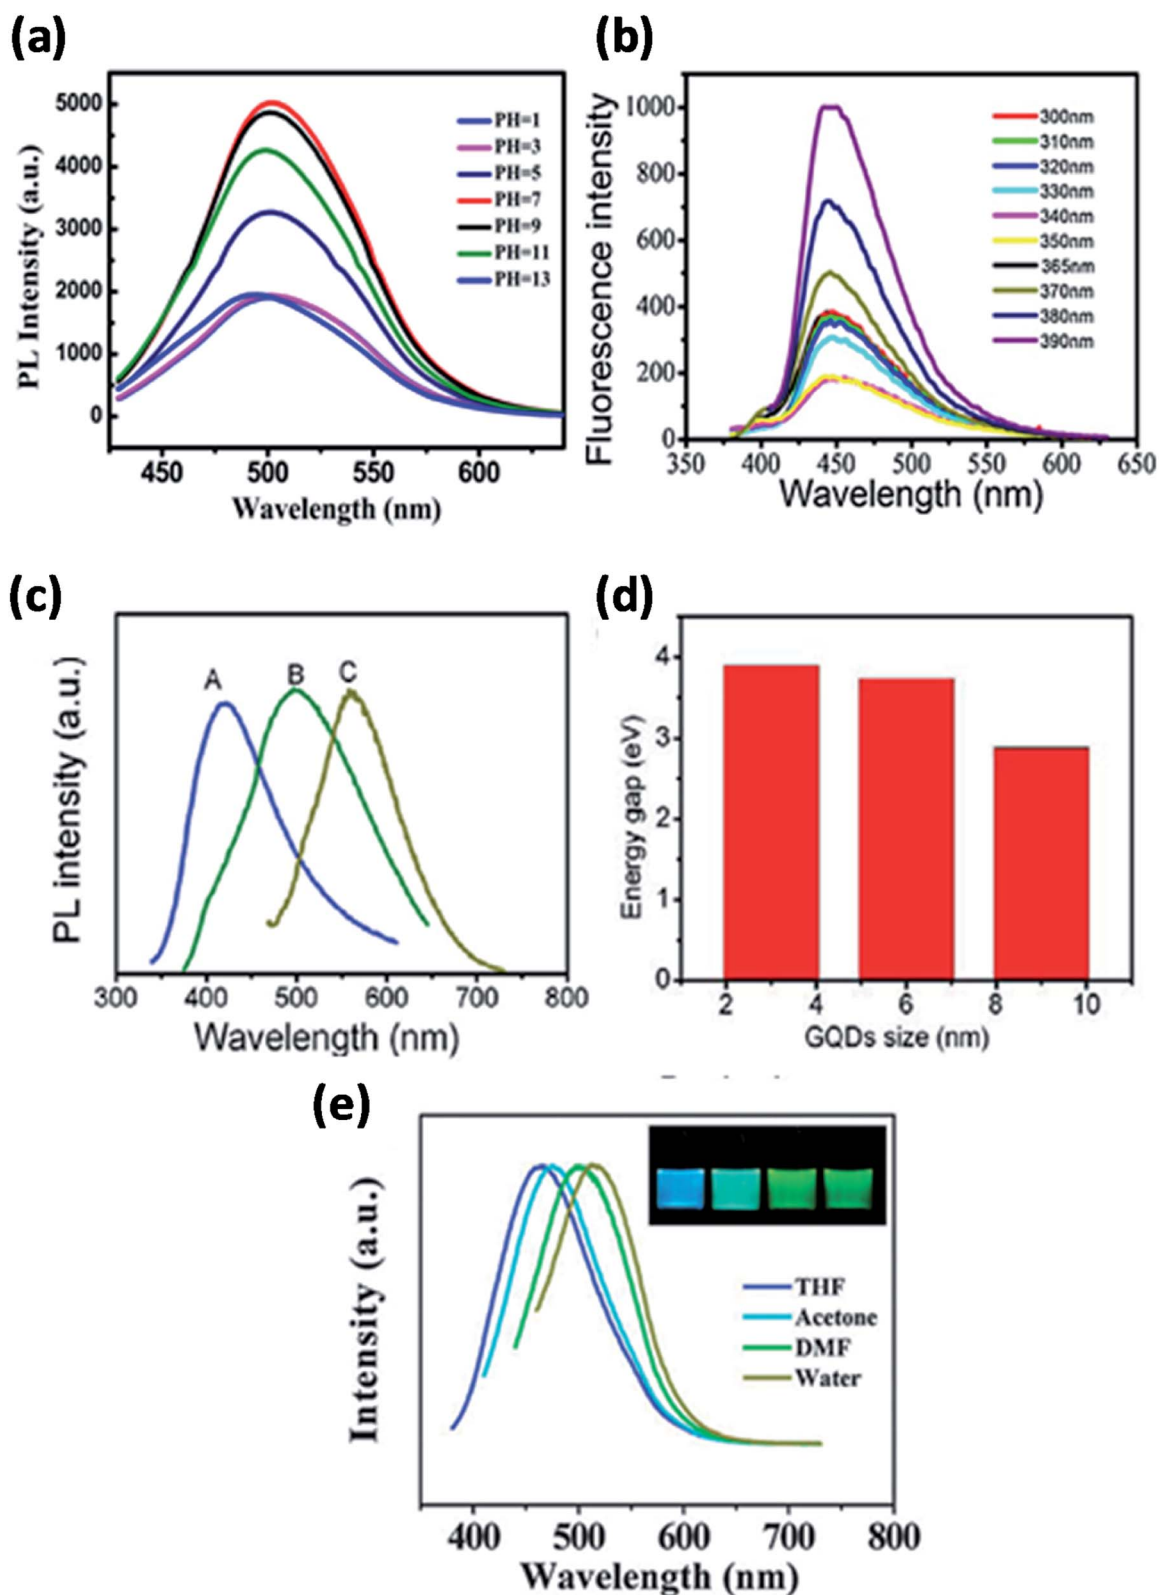 (a)
5000
4000
3000
2000
1000
0
PL Intensity (a.u.)
PH=1
PH=3
PH=5
PH=7
PH=9
PH=11
PH=13
450 500 550 600
Wavelength (nm)
(b)
1000
800
600
400
200
0
Fluorescence intensity
300nm
310nm
320nm
330nm
340nm
350nm
365nm
370nm
380nm
390nm
350 400 450 500 550 600 650
Wavelength (nm)
(c)
PL intensity (a.u.)
A B C
300 400 500 600 700 800
Wavelength (nm)
(d)
4
3
2
1
0
Energy gap (eV)
2 4 6 8 10
GQDs size (nm)
(e)
Intensity (a.u.)
THF
Acetone
DMF
Water
400 500 600 700 800
Wavelength (nm)